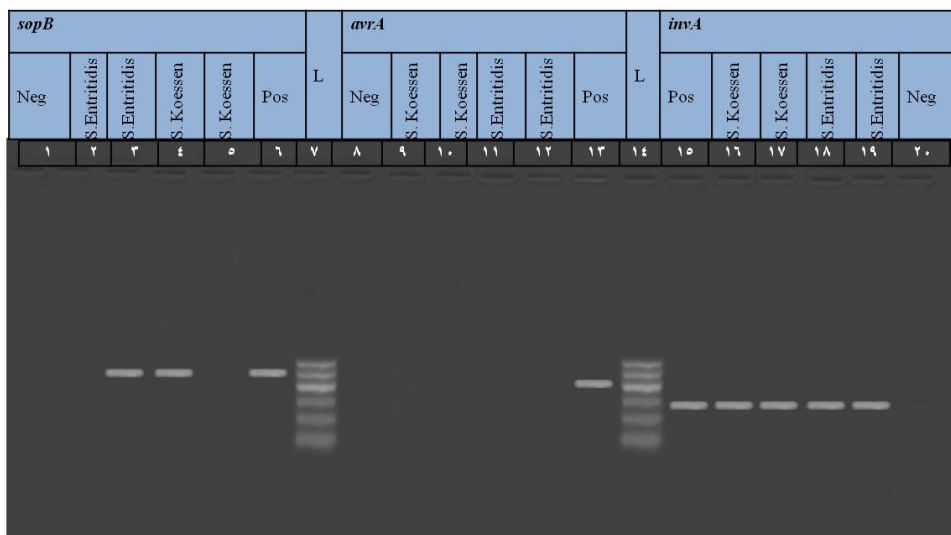 sopB avrA invA
Neg S.Entritidis S.Entritidis S. Koessen S. Koessen Pos L Neg S. Koessen S. Koessen S.Entritidis S.Entritidis Pos L Pos S. Koessen S. Koessen S.Entritidis S.Entritidis Neg
١ ٢ ٣ ٤ ٥ ٦ ٧ ٨ ٩ ١٠ ١١ ١٢ ١٣ ١٤ ١٥ ١٦ ١٧ ١٨ ١٩ ٢٠